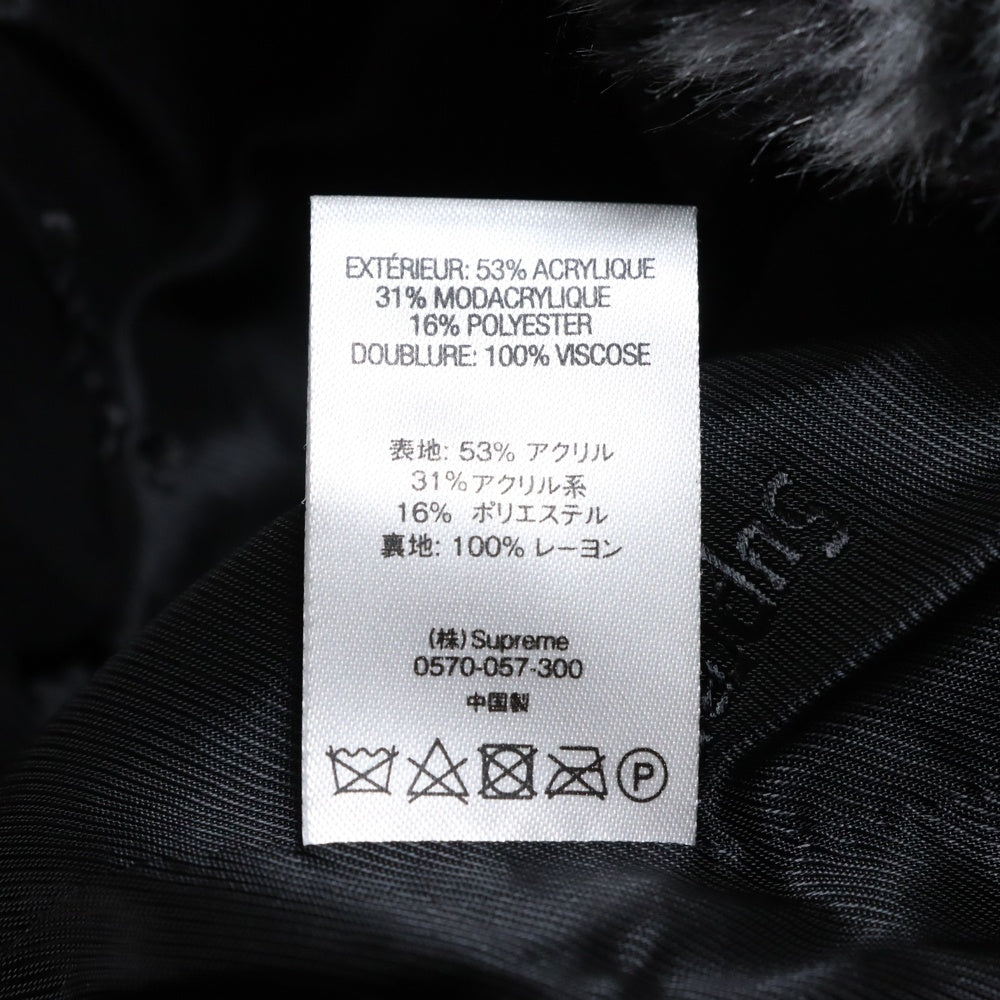 EXTÉRIEUR: 53% ACRYLIQUE
31% MODACRYLIQUE
16% POLYESTER
DOUBLURE: 100% VISCOSE
表地: 53% アクリル
31%アクリル系
16% ポリエステル
裏地: 100% レーヨン
(株)Supreme
0570-057-300
中国製
P